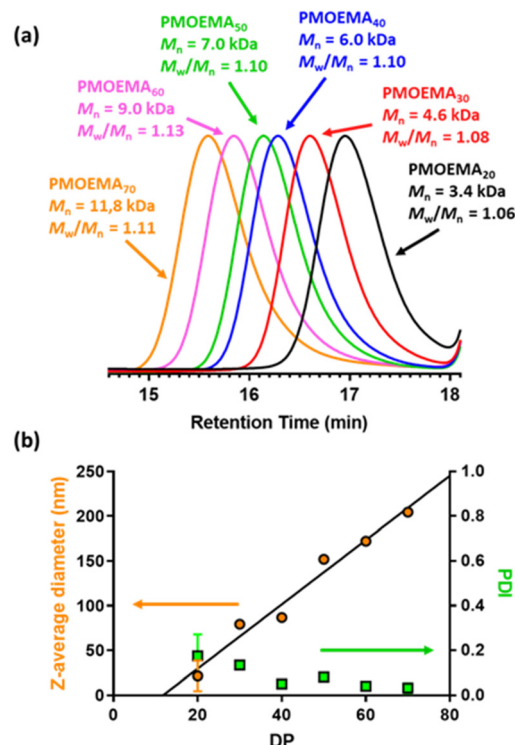 (a)
PMOEMA50
Mn = 7.0 kDa
Mw/Mn = 1.10
PMOEMA40
Mn = 6.0 kDa
Mw/Mn = 1.10
PMOEMA60
Mn = 9.0 kDa
Mw/Mn = 1.13
PMOEMA30
Mn = 4.6 kDa
Mw/Mn = 1.08
PMOEMA70
Mn = 11,8 kDa
Mw/Mn = 1.11
PMOEMA20
Mn = 3.4 kDa
Mw/Mn = 1.06
15 16 17 18
Retention Time (min)
(b)
Z-average diameter (nm)
250
200
150
100
50
0
1.0
0.8
0.6
0.4
0.2
0.0
PDI
0 20 40 60 80
DP